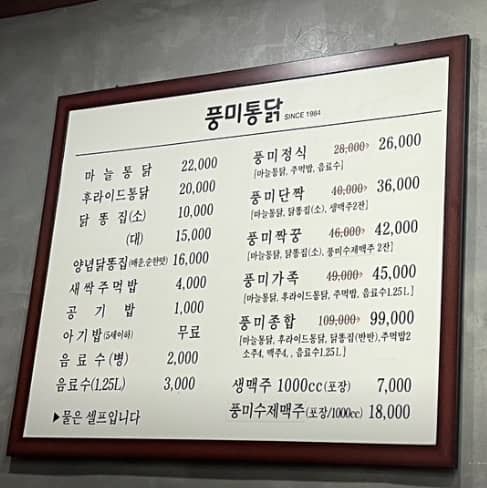 풍미통닭 SINCE 1984
마늘통닭 22,000
후라이드통닭 20,000
닭똥집(소) 10,000
(대) 15,000
양념닭똥집(매운,순한맛) 16,000
새싹주먹밥 4,000
공기밥 1,000
아기밥(5세이하) 무료
음료수(병) 2,000
음료수(1.25L) 3,000
▶물은 셀프입니다
풍미정식 28,000 26,000
[마늘통닭, 주먹밥, 음료수]
풍미단짝 40,000 36,000
[마늘통닭, 닭똥집(소), 생맥주2잔]
풍미짝꿍 46,000 42,000
[마늘통닭, 닭똥집(소), 풍미수제맥주 2잔]
풍미가족 49,000 45,000
[마늘통닭, 후라이드통닭, 주먹밥, 음료수1.25L]
풍미종합 109,000 99,000
[마늘통닭, 후라이드통닭, 닭똥집(반반),주먹밥2
소주4, 맥주4, , 음료수1.25L]
생맥주 1000cc(포장) 7,000
풍미수제맥주(포장/1000cc) 18,000